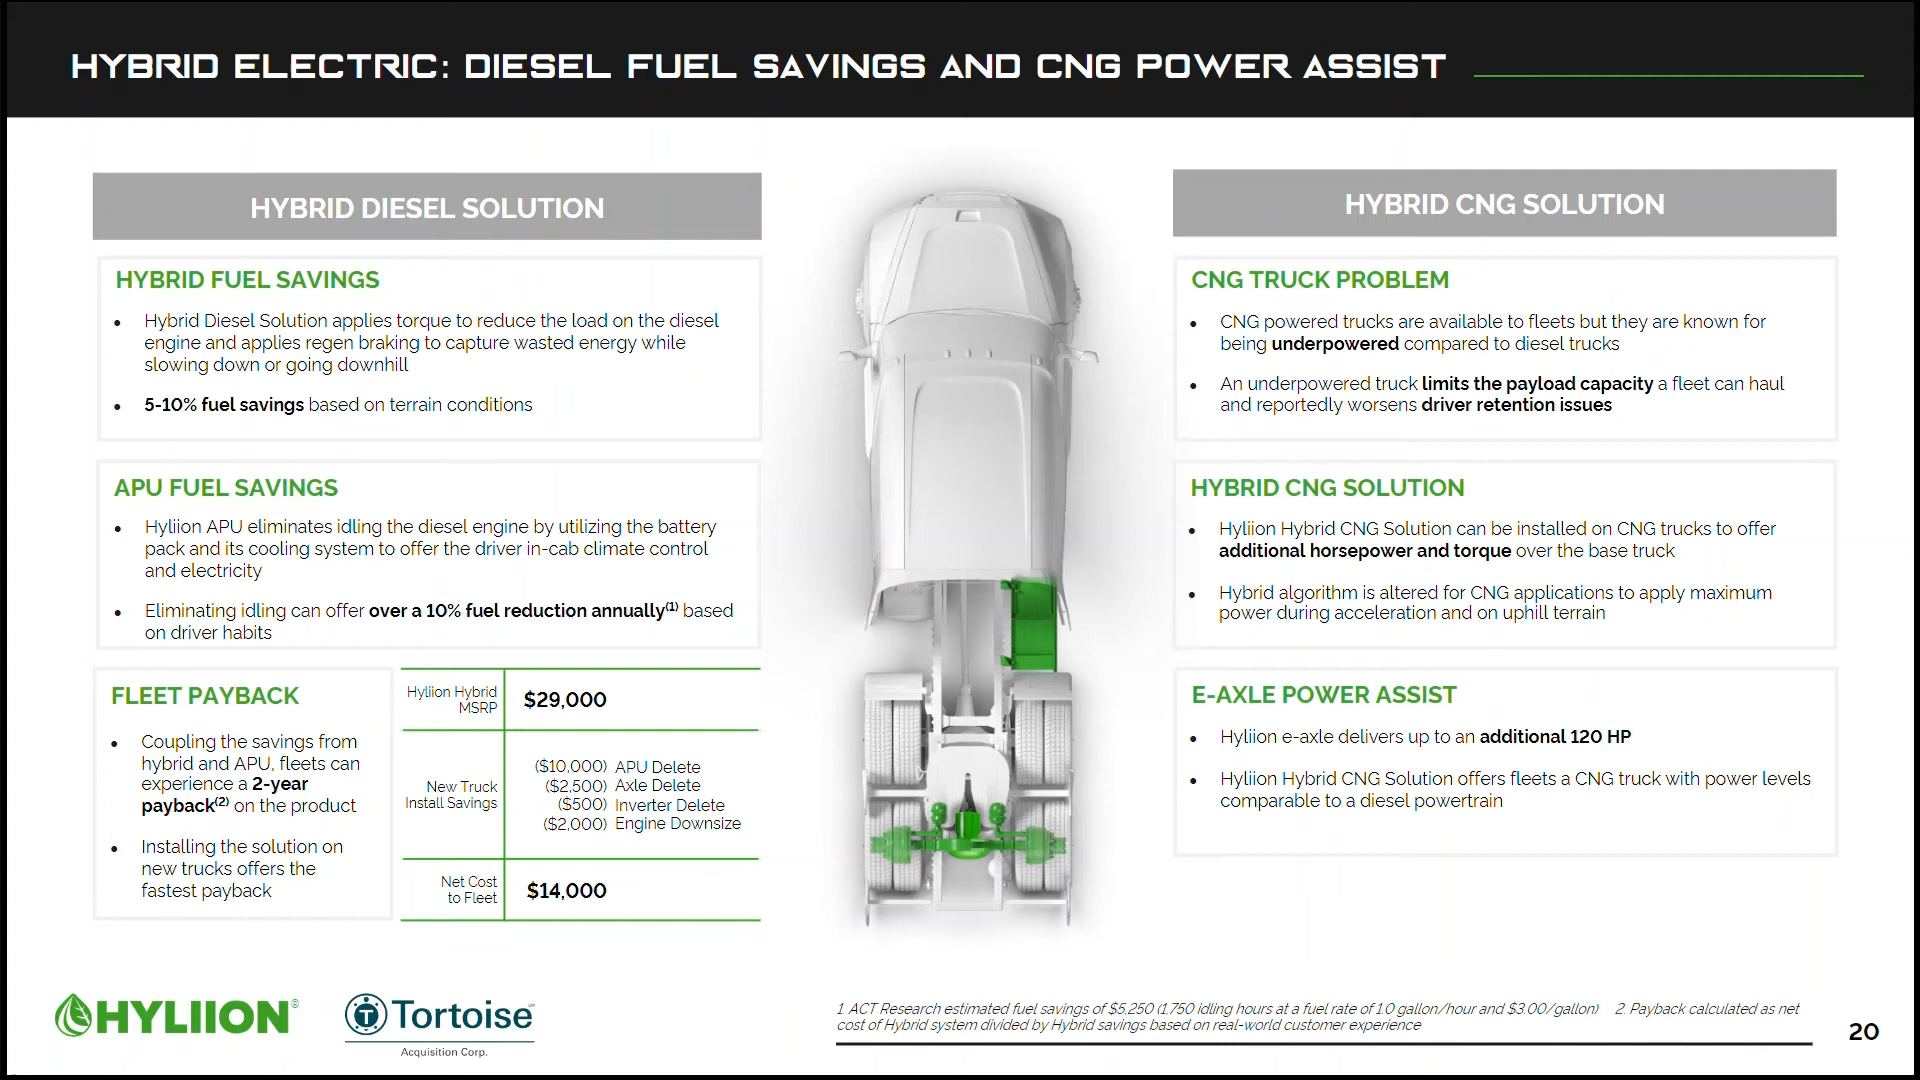 HYBRID ELECTRIC: DIESEL FUEL SAVINGS AND CNG POWER ASSIST
HYBRID DIESEL SOLUTION
HYBRID FUEL SAVINGS
• Hybrid Diesel Solution applies torque to reduce the load on the diesel
engine and applies regen braking to capture wasted energy while
slowing down or going downhill
• 5-10% fuel savings based on terrain conditions
APU FUEL SAVINGS
• Hyliion APU eliminates idling the diesel engine by utilizing the battery
pack and its cooling system to offer the driver in-cab climate control
and electricity
• Eliminating idling can offer over a 10% fuel reduction annually(1) based
on driver habits
FLEET PAYBACK
• Coupling the savings from
hybrid and APU, fleets can
experience a 2-year
payback(2) on the product
• Installing the solution on
new trucks offers the
fastest payback
Hyliion Hybrid
MSRP
$29,000
New Truck
Install Savings
($10,000) APU Delete
($2,500) Axle Delete
($500) Inverter Delete
($2,000) Engine Downsize
Net Cost
to Fleet
$14,000
HYBRID CNG SOLUTION
CNG TRUCK PROBLEM
• CNG powered trucks are available to fleets but they are known for
being underpowered compared to diesel trucks
• An underpowered truck limits the payload capacity a fleet can haul
and reportedly worsens driver retention issues
HYBRID CNG SOLUTION
• Hyliion Hybrid CNG Solution can be installed on CNG trucks to offer
additional horsepower and torque over the base truck
• Hybrid algorithm is altered for CNG applications to apply maximum
power during acceleration and on uphill terrain
E-AXLE POWER ASSIST
• Hyliion e-axle delivers up to an additional 120 HP
• Hyliion Hybrid CNG Solution offers fleets a CNG truck with power levels
comparable to a diesel powertrain
HYLIION®
Tortoise℠
Acquisition Corp.
1. ACT Research estimated fuel savings of $5,250 (1,750 idling hours at a fuel rate of 1.0 gallon/hour and $3.00/gallon) 2. Payback calculated as net
cost of Hybrid system divided by Hybrid savings based on real-world customer experience
20